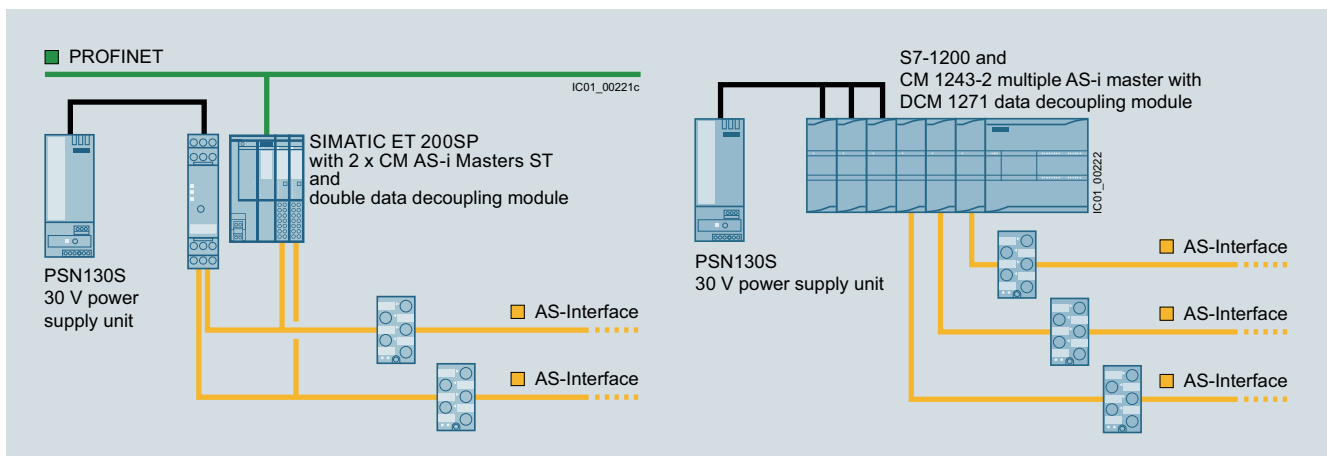 PROFINET
IC01_00221c
SIMATIC ET 200SP
with 2 x CM AS-i Masters ST
and
double data decoupling module
PSN130S
30 V power
supply unit
AS-Interface
AS-Interface
S7-1200 and
CM 1243-2 multiple AS-i master with
DCM 1271 data decoupling module
IC01_00222
PSN130S
30 V power supply unit
AS-Interface
AS-Interface
AS-Interface